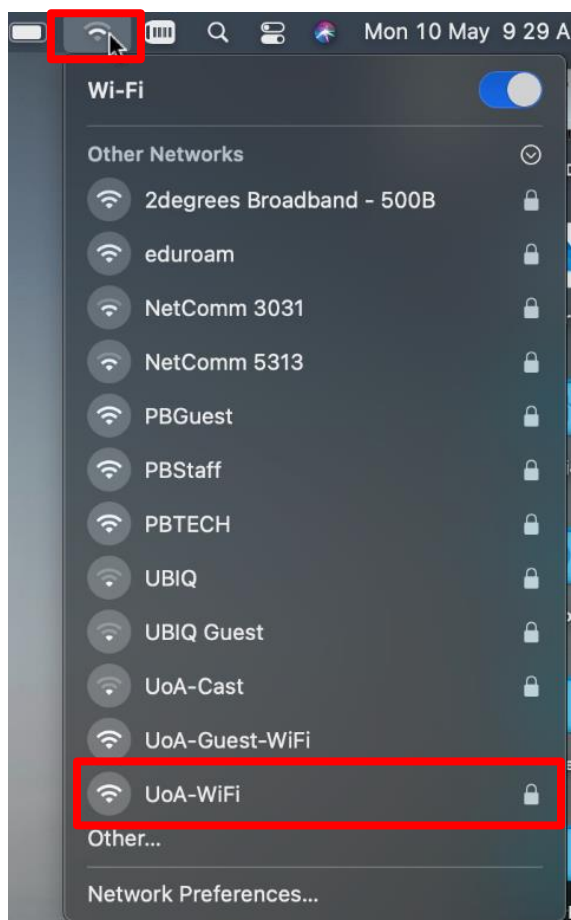 Mon 10 May 9 29 A
Wi-Fi
Other Networks
2degrees Broadband - 500B
eduroam
NetComm 3031
NetComm 5313
PBGuest
PBStaff
PBTECH
UBIQ
UBIQ Guest
UoA-Cast
UoA-Guest-WiFi
UoA-WiFi
Other...
Network Preferences...